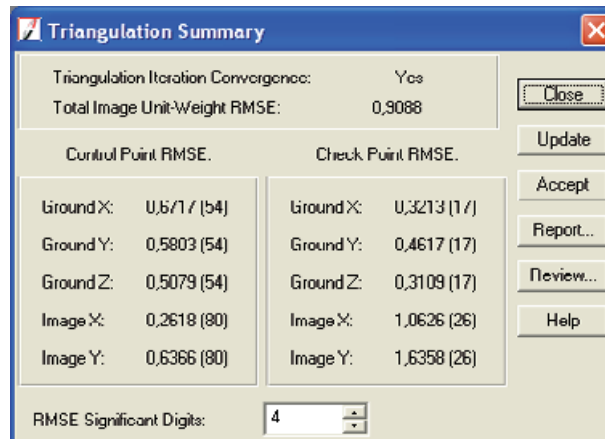 Triangulation Summary
Triangulation Iteration Convergence: Yes
Total Image Unit-Weight RMSE: 0,9088
Close
Update
Accept
Report...
Review...
Help
Control Point RMSE.
Ground X: 0,6717 (54)
Ground Y: 0,5803 (54)
Ground Z: 0,5079 (54)
Image X: 0,2618 (80)
Image Y: 0,6366 (80)
Check Point RMSE.
Ground X: 0,3213 (17)
Ground Y: 0,4617 (17)
Ground Z: 0,3109 (17)
Image X: 1,0626 (26)
Image Y: 1,6358 (26)
RMSE Significant Digits: 4